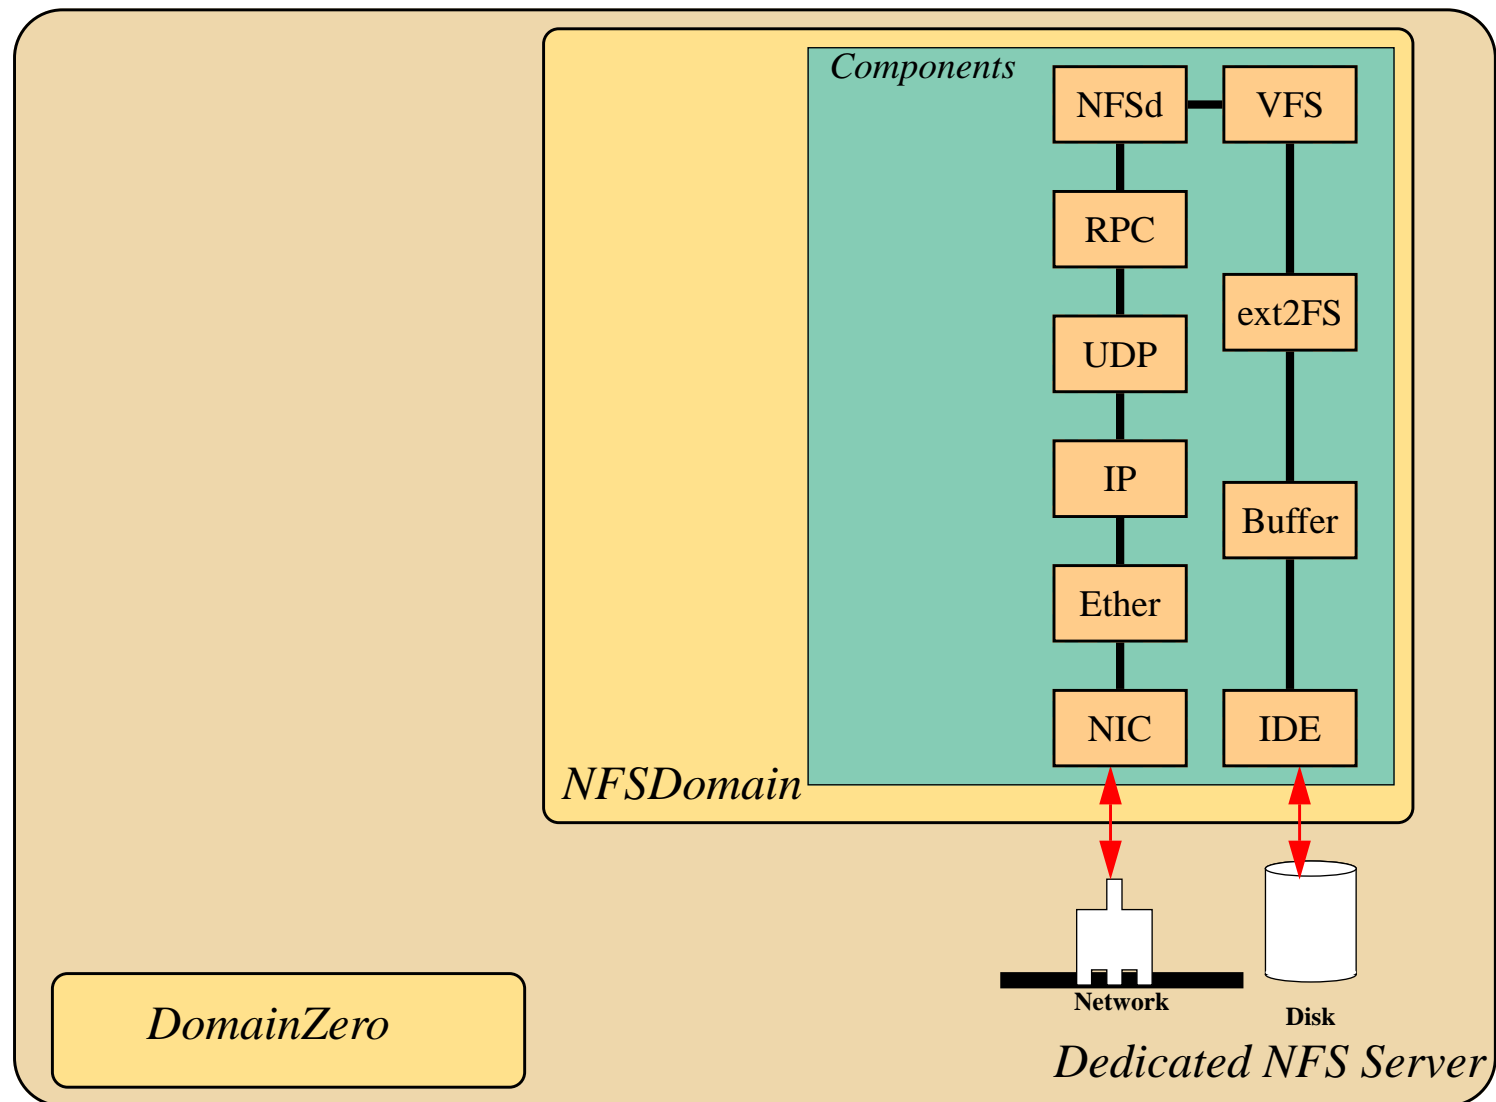 Components
NFSd
VFS
RPC
ext2FS
UDP
IP
Buffer
Ether
NIC
IDE
NFSDomain
Network
Disk
DomainZero
Dedicated NFS Server